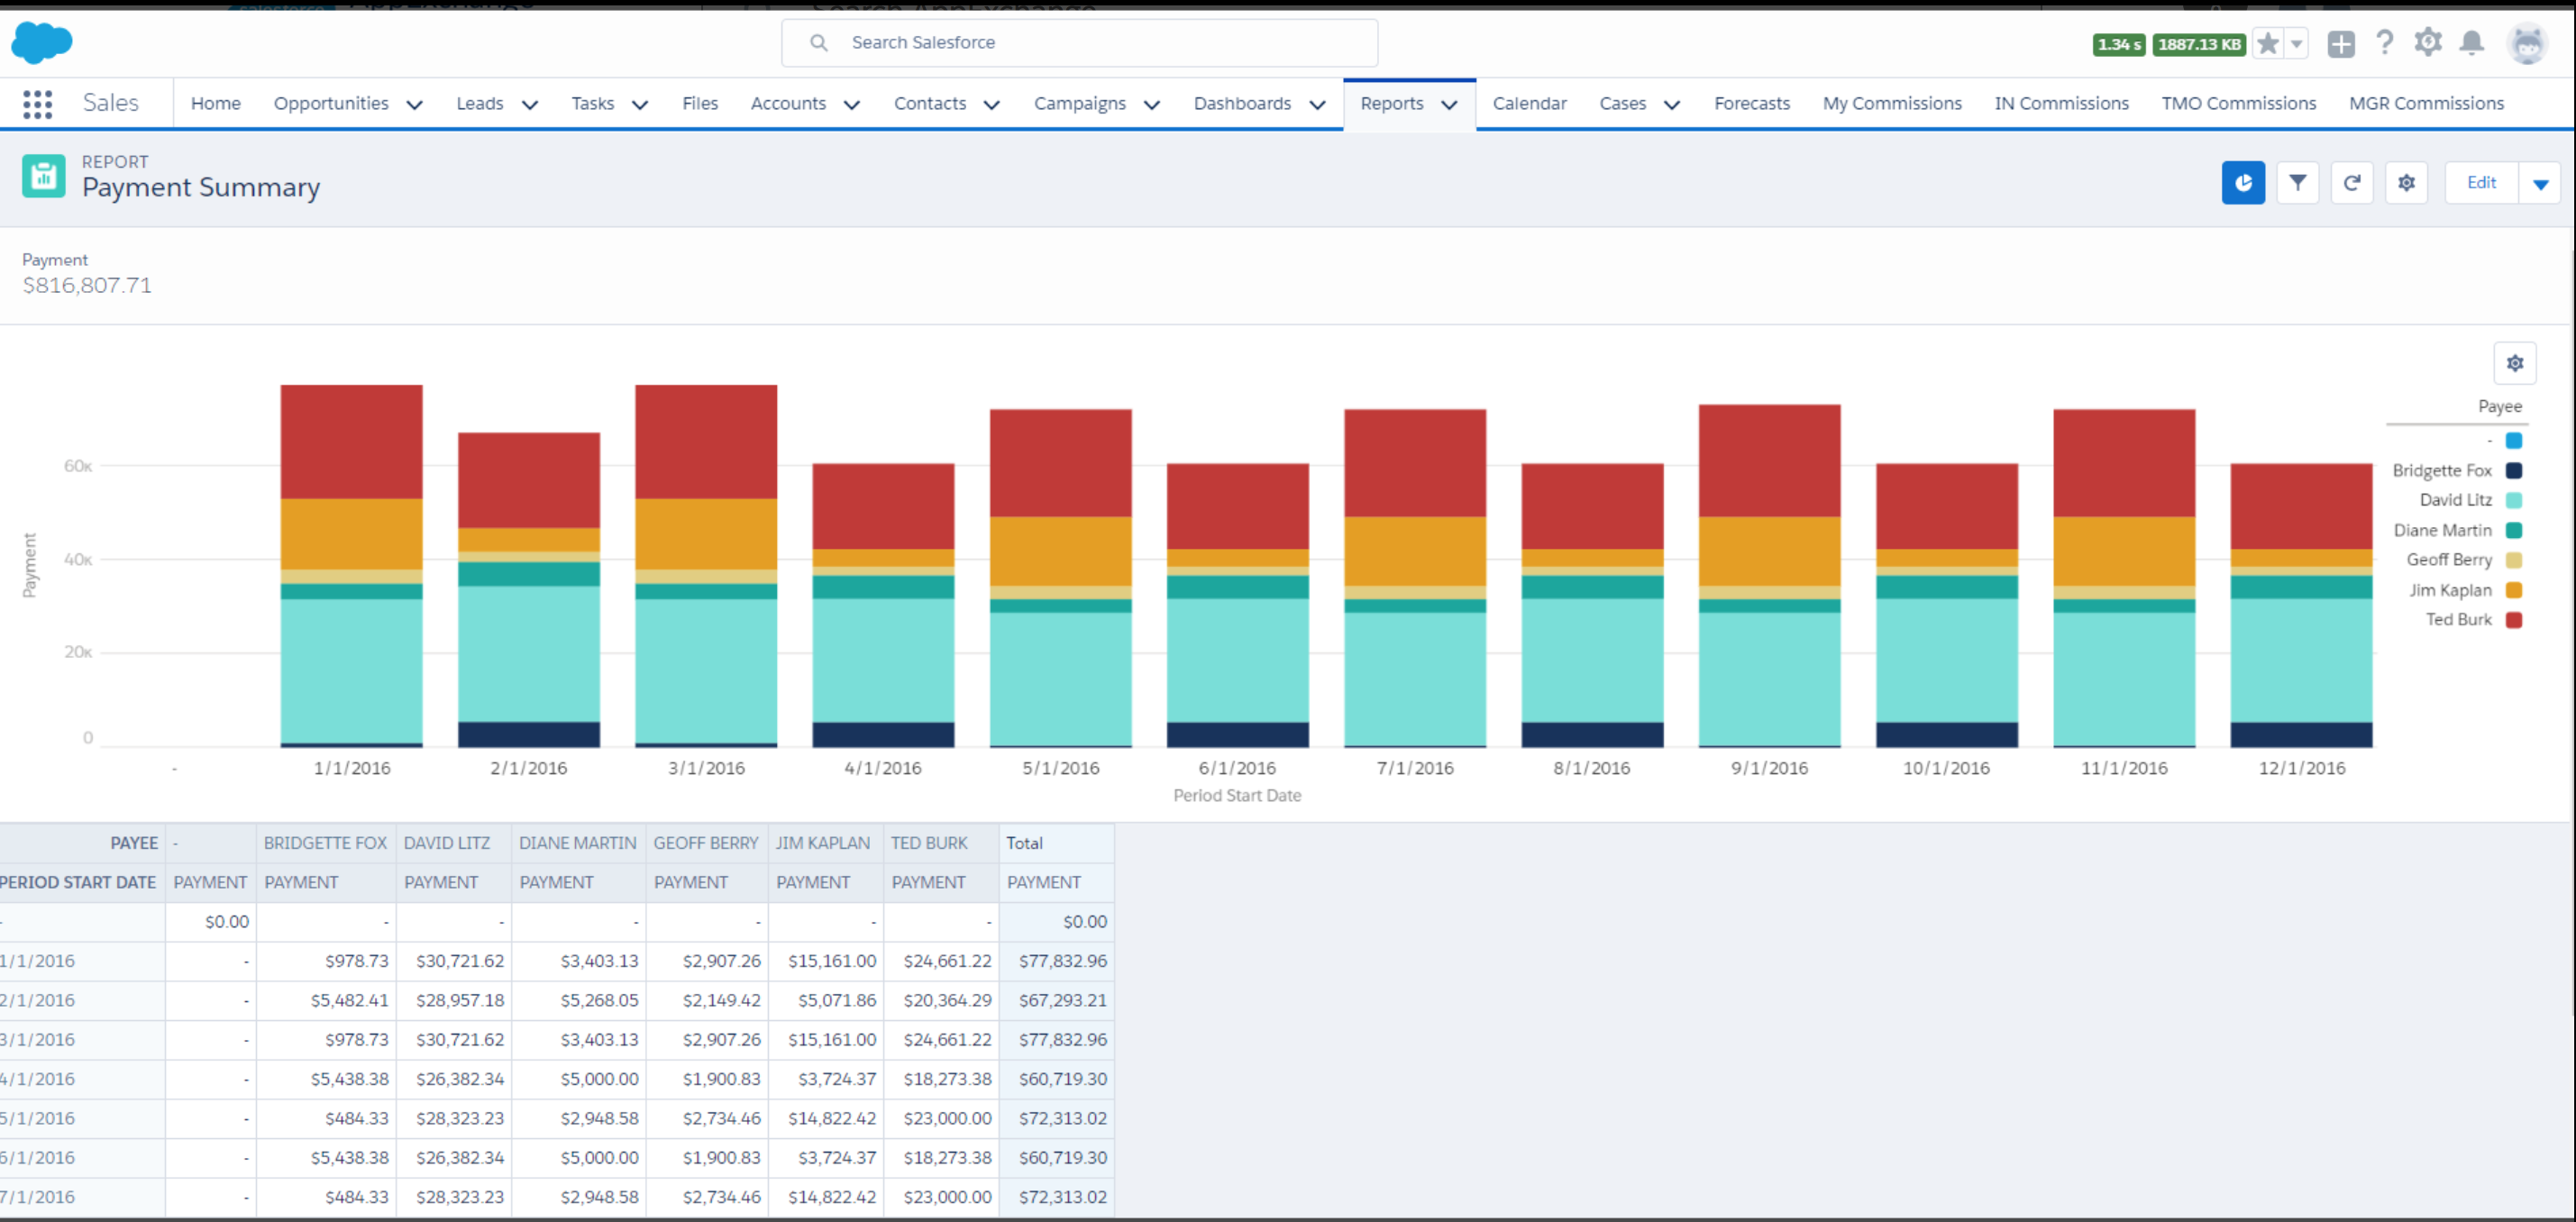 Search Salesforce
1.34 s 1887.13 KB
Sales Home Opportunities Leads Tasks Files Accounts Contacts Campaigns Dashboards Reports Calendar Cases Forecasts My Commissions IN Commissions TMO Commissions MGR Commissions
REPORT
Payment Summary
Edit
Payment
$816,807.71
Payee
-
Bridgette Fox
David Litz
Diane Martin
Geoff Berry
Jim Kaplan
Ted Burk
Payment
60K
40K
20K
0
- 1/1/2016 2/1/2016 3/1/2016 4/1/2016 5/1/2016 6/1/2016 7/1/2016 8/1/2016 9/1/2016 10/1/2016 11/1/2016 12/1/2016
Period Start Date
PAYEE - BRIDGETTE FOX DAVID LITZ DIANE MARTIN GEOFF BERRY JIM KAPLAN TED BURK Total
PERIOD START DATE PAYMENT PAYMENT PAYMENT PAYMENT PAYMENT PAYMENT PAYMENT PAYMENT
- $0.00 - - - - - - $0.00
1/1/2016 - $978.73 $30,721.62 $3,403.13 $2,907.26 $15,161.00 $24,661.22 $77,832.96
2/1/2016 - $5,482.41 $28,957.18 $5,268.05 $2,149.42 $5,071.86 $20,364.29 $67,293.21
3/1/2016 - $978.73 $30,721.62 $3,403.13 $2,907.26 $15,161.00 $24,661.22 $77,832.96
4/1/2016 - $5,438.38 $26,382.34 $5,000.00 $1,900.83 $3,724.37 $18,273.38 $60,719.30
5/1/2016 - $484.33 $28,323.23 $2,948.58 $2,734.46 $14,822.42 $23,000.00 $72,313.02
6/1/2016 - $5,438.38 $26,382.34 $5,000.00 $1,900.83 $3,724.37 $18,273.38 $60,719.30
7/1/2016 - $484.33 $28,323.23 $2,948.58 $2,734.46 $14,822.42 $23,000.00 $72,313.02